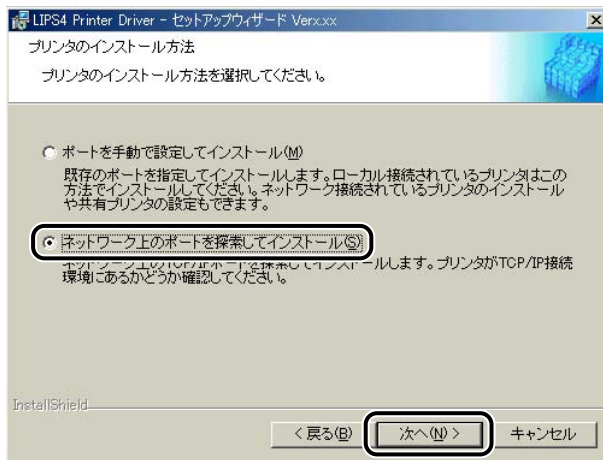 LIPS4 Printer Driver - セットアップウィザード Verx.xx
プリンタのインストール方法
プリンタのインストール方法を選択してください。
ポートを手動で設定してインストール(M)
既存のポートを指定してインストールします。ローカル接続されているプリンタはこの
方法でインストールしてください。ネットワーク接続されているプリンタのインストール
や共有プリンタの設定もできます。
ネットワーク上のポートを探索してインストール(S)
ネットワーク上のTCP/IPポートを探索してインストールします。プリンタがTCP/IP接続
環境にあるかどうか確認してください。
InstallShield
< 戻る(B)
次へ(N) >
キャンセル